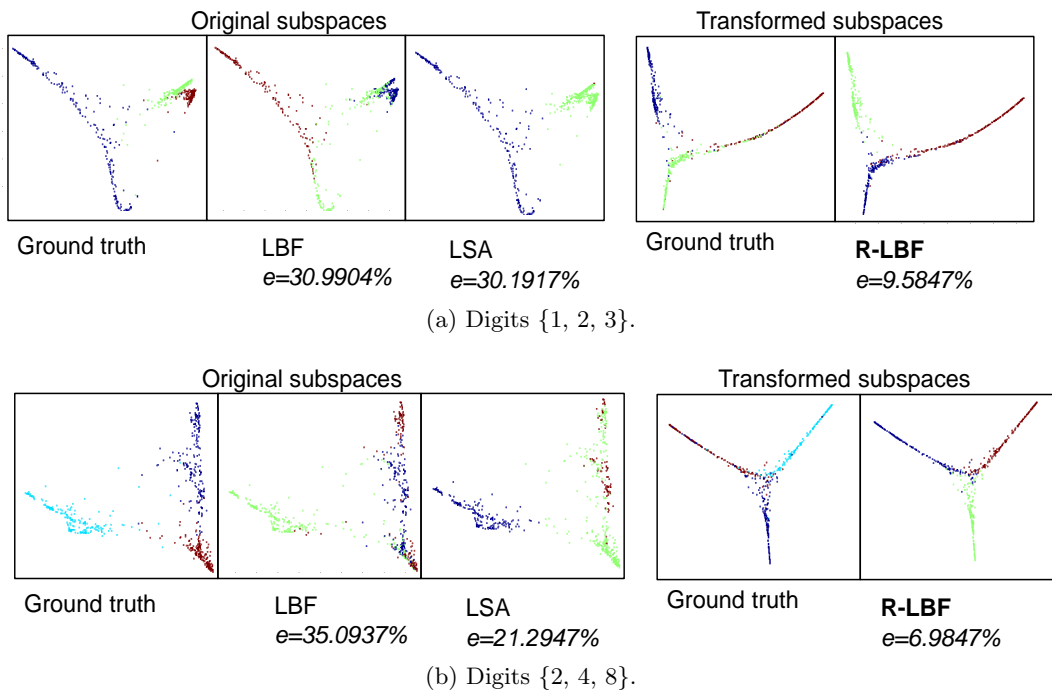 Original subspaces
Transformed subspaces
Ground truth
LBF
e=30.9904%
LSA
e=30.1917%
Ground truth
R-LBF
e=9.5847%
(a) Digits {1, 2, 3}.
Original subspaces
Transformed subspaces
Ground truth
LBF
e=35.0937%
LSA
e=21.2947%
Ground truth
R-LBF
e=6.9847%
(b) Digits {2, 4, 8}.